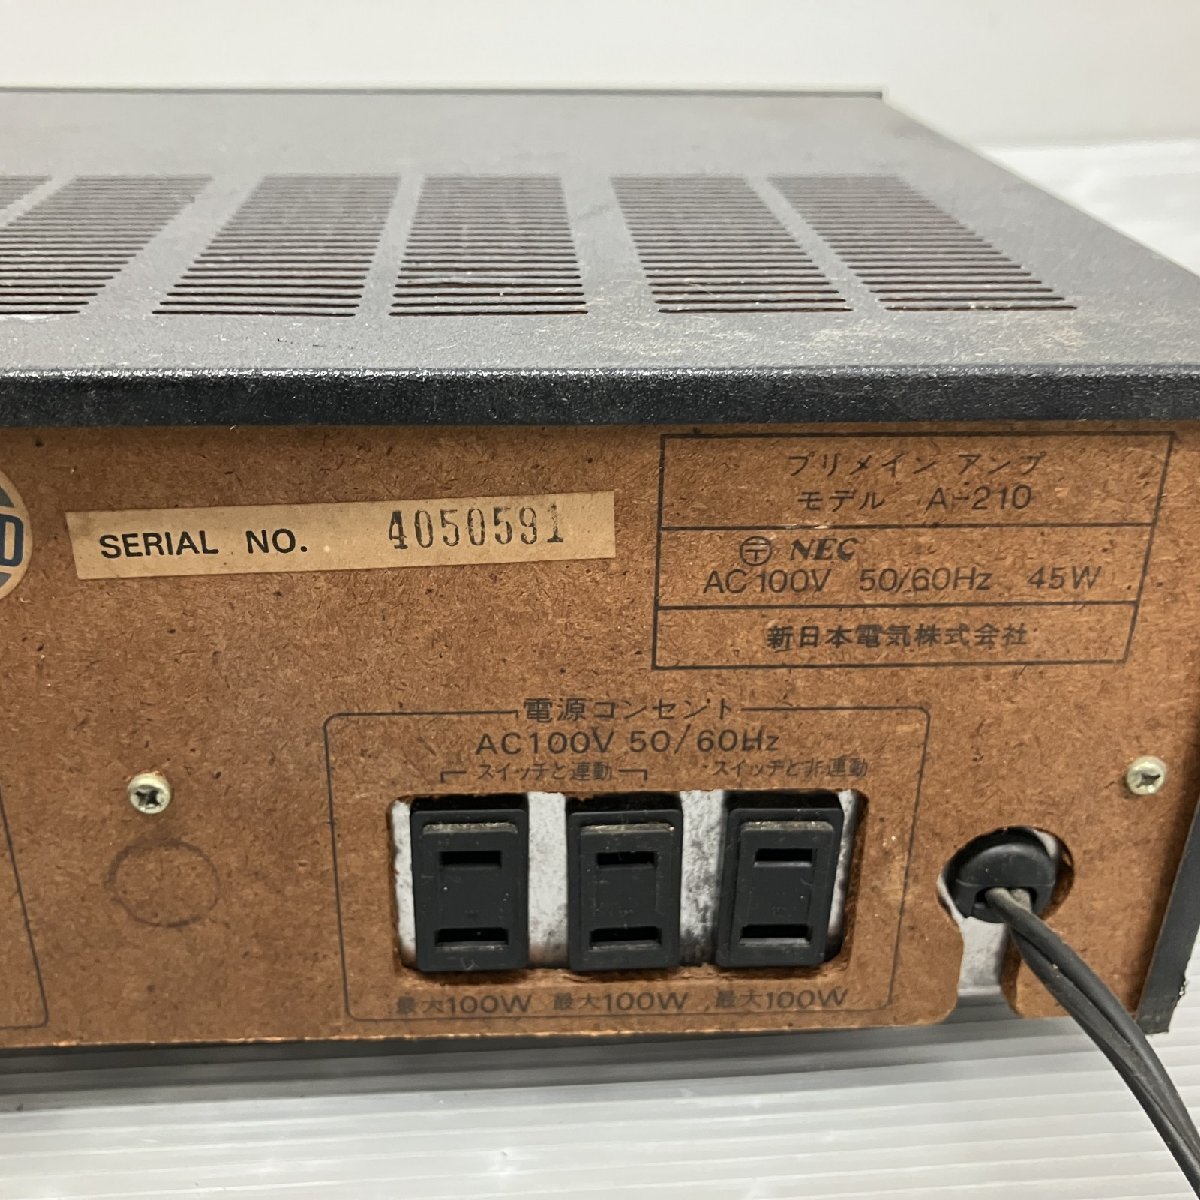 SERIAL NO. 4050591
プリメイン アンプ
モデル A-210
〒 NEC
AC 100V 50/60Hz 45W
新日本電気株式会社
電源コンセント
AC100V 50/60Hz
スイッチと連動 スイッチと非連動
最大100W 最大100W 最大100W